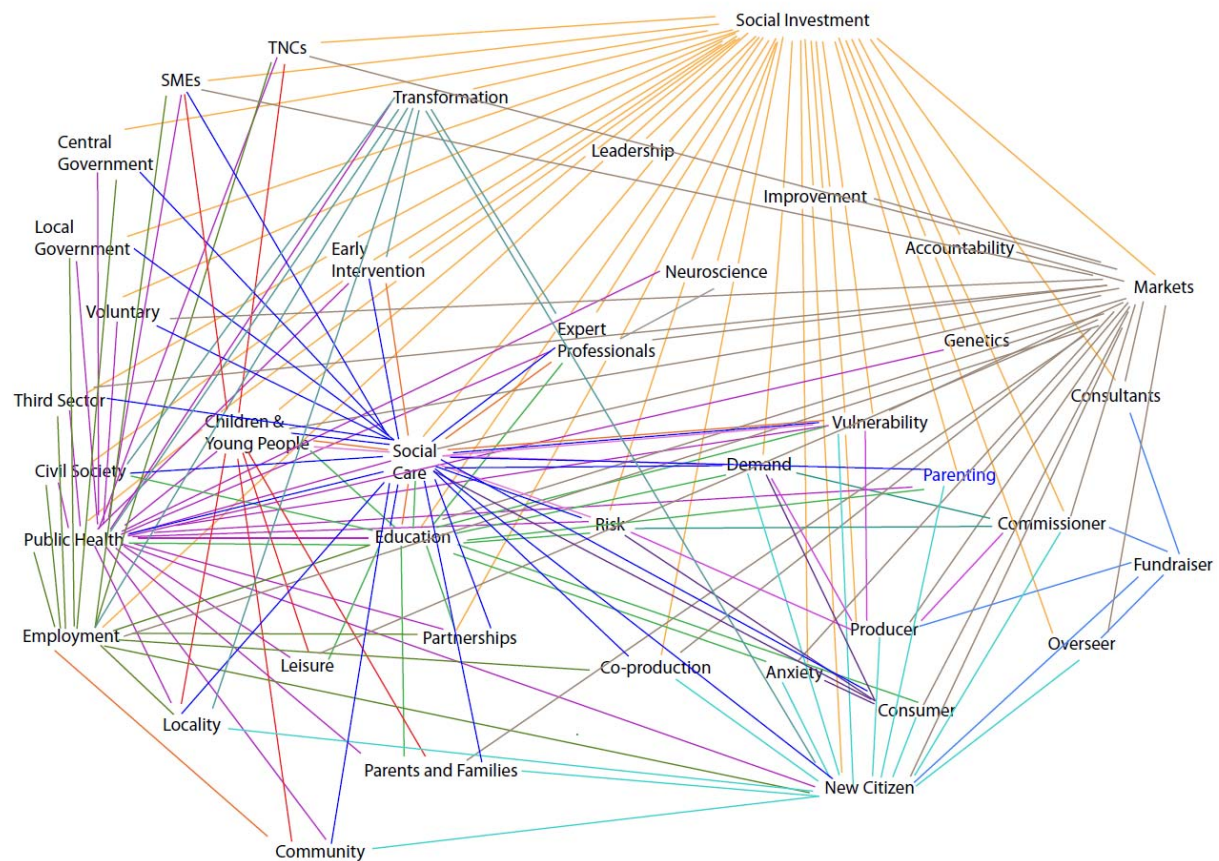 Social Investment
TNCs
SMEs
Transformation
Central
Government
Leadership
Improvement
Local
Government
Early
Intervention
Accountability
Neuroscience
Markets
Voluntary
Expert
Professionals
Genetics
Third Sector
Consultants
Children &
Young People
Vulnerability
Social
Care
Civil Society
Demand
Parenting
Risk
Commissioner
Public Health
Education
Fundraiser
Employment
Partnerships
Producer
Overseer
Leisure
Co-production
Anxiety
Consumer
Locality
Parents and Families
New Citizen
Community